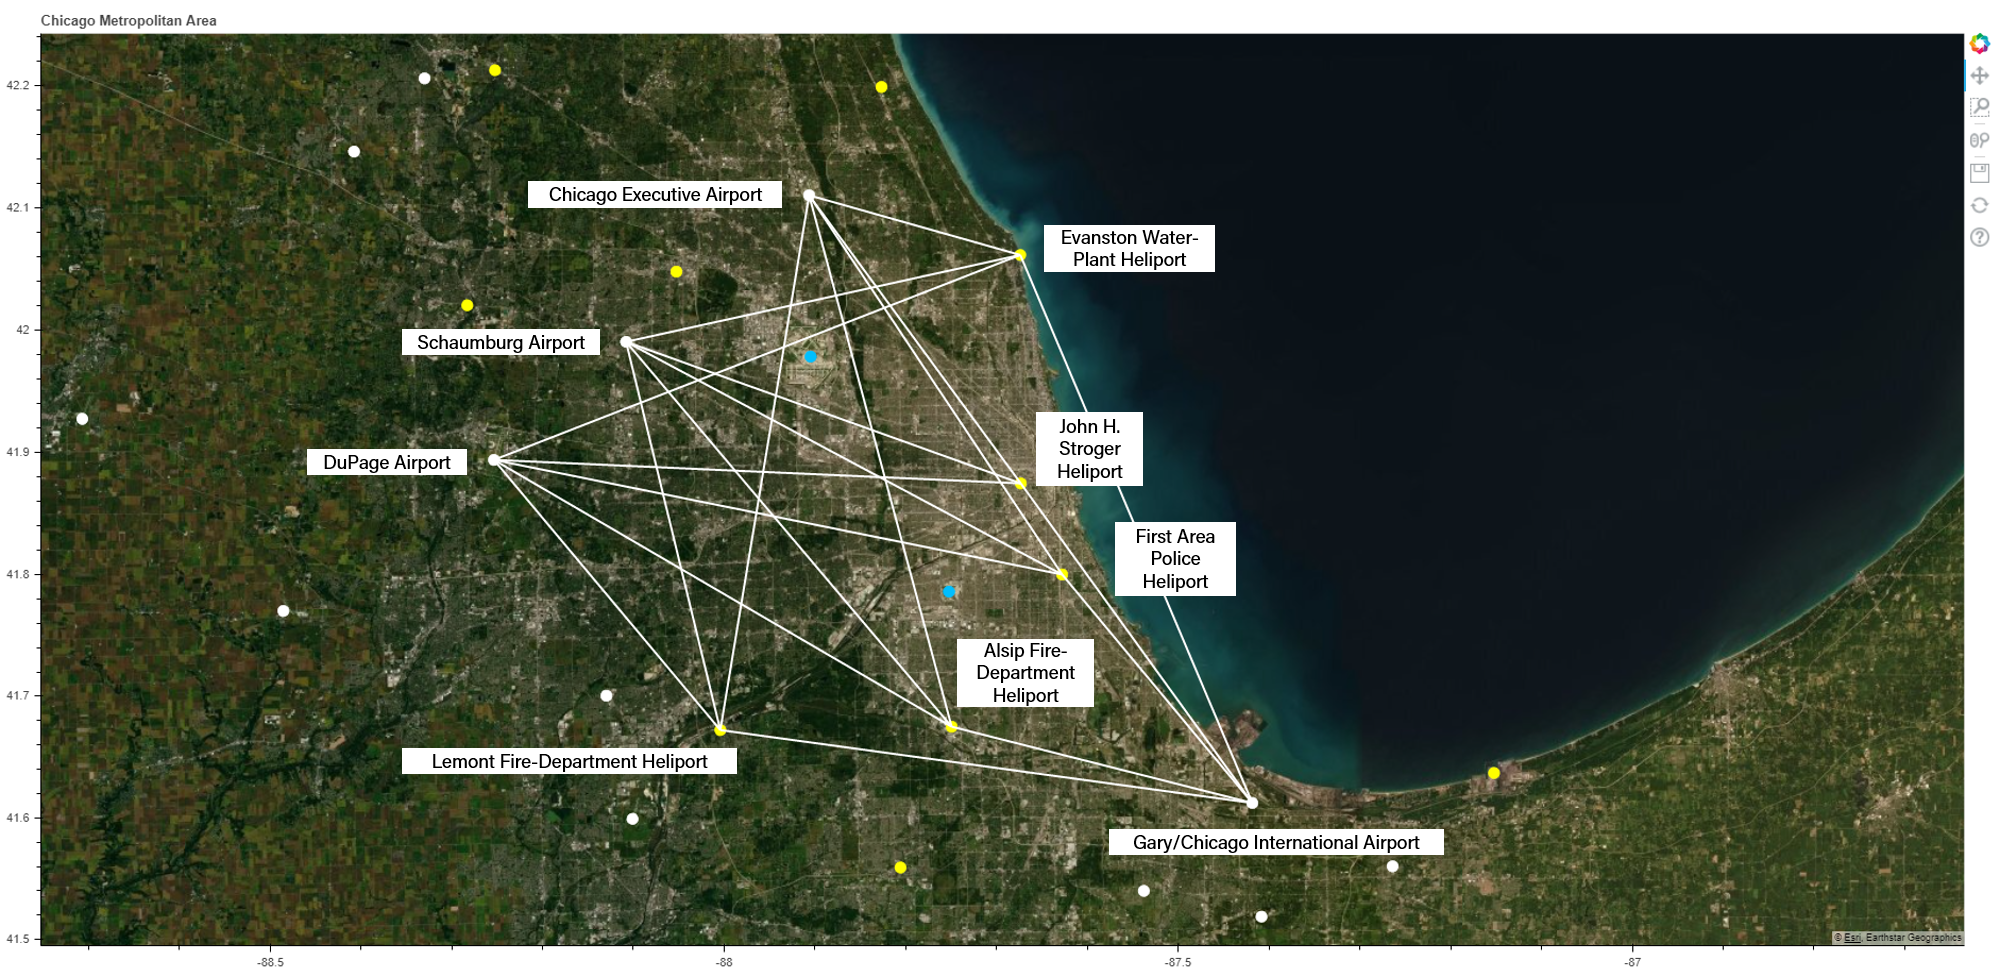 Chicago Metropolitan Area
42.2
42.1
42
41.9
41.8
41.7
41.6
41.5
Chicago Executive Airport
Evanston Water-
Plant Heliport
Schaumburg Airport
DuPage Airport
John H.
Stroger
Heliport
First Area
Police
Heliport
Alsip Fire-
Department
Heliport
Lemont Fire-Department Heliport
Gary/Chicago International Airport
© Esri, Earthstar Geographics
-88.5
-88
-87.5
-87